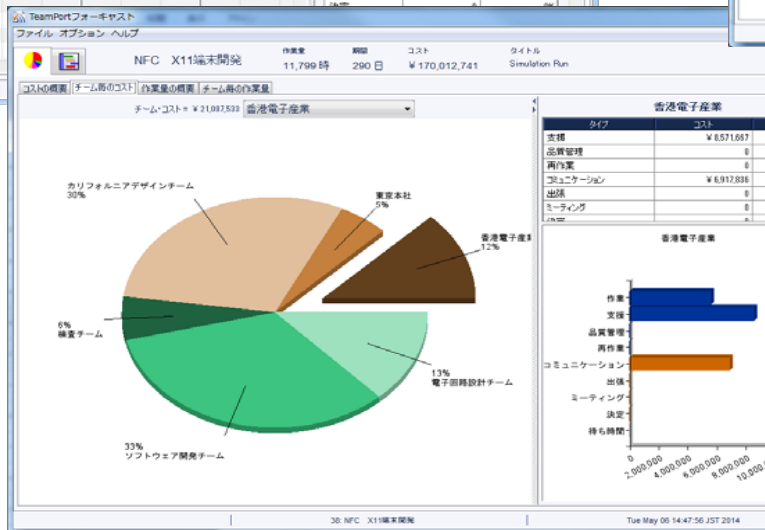 TeamPortフォーキャスト
ファイル オプション ヘルプ
NFC X11端末開発
作業量
11,799 時
期間
290 日
コスト
¥ 170,012,741
タイトル
Simulation Run
コストの概要 チーム毎のコスト 作業量の概要 チーム毎の作業量
チーム・コスト= ¥ 21,087,533 香港電子産業
カリフォルニアデザインチーム
30%
東京本社
5%
香港電子産業
12%
6%
検査チーム
13%
電子回路設計チーム
33%
ソフトウェア開発チーム
香港電子産業
タイプ コスト
支援 ¥ 8,571,667
品質管理 0
再作業 0
コミュニケーション ¥ 6,917,836
出張 0
ミーティング 0
決定 0
香港電子産業
作業
支援
品質管理
再作業
コミュニケーション
出張
ミーティング
決定
待ち時間
0 2,000,000 4,000,000 6,000,000 8,000,000
38: NFC X11端末開発
Tue May 06 14:47:56 JST 2014